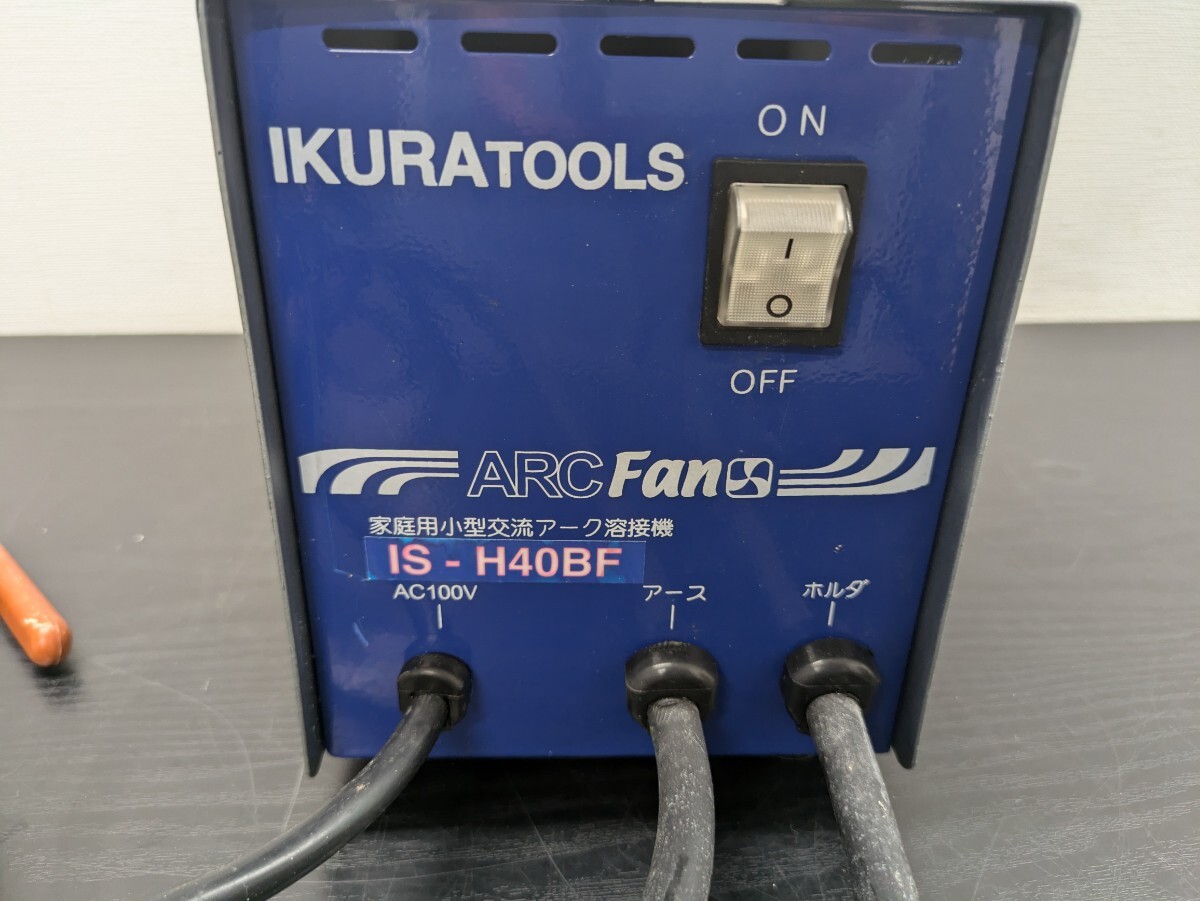 ON
IKURATOOLS
I
O
OFF
ARC Fan
家庭用小型交流アーク溶接機
IS - H40BF
AC100V アース ホルダ